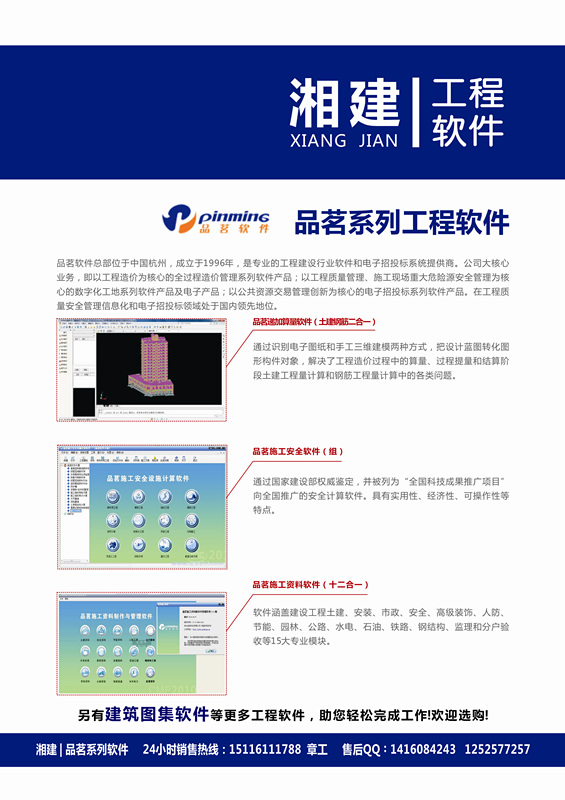 湘建
XIANG JIAN
工程
软件
pinming
品茗软件
品茗系列工程软件
品茗软件总部位于中国杭州，成立于1996年，是专业的工程建设行业软件和电子招投标系统提供商。公司大核心
业务，即以工程造价为核心的全过程造价管理系列软件产品；以工程质量管理、施工现场重大危险源安全管理为核
心的数字化工地系列软件产品及电子产品；以公共资源交易管理创新为核心的电子招投标系列软件产品。在工程质
量安全管理信息化和电子招投标领域处于国内领先地位。
品茗递加算量软件（土建钢筋二合一）
通过识别电子图纸和手工三维建模两种方式，把设计蓝图转化图
形构件对象，解决了工程造价过程中的算量、过程提量和结算阶
段土建工程量计算和钢筋工程量计算中的各类问题。
品茗施工安全设施计算软件
品茗施工安全软件（组）
通过国家建设部权威鉴定，并被列为“全国科技成果推广项目”
向全国推广的安全计算软件。具有实用性、经济性、可操作性等
特点。
品茗施工资料制作与管理软件
品茗施工资料软件（十二合一）
软件涵盖建设工程土建、安装、市政、安全、高级装饰、人防、
节能、园林、公路、水电、石油、铁路、钢结构、监理和分户验
收等15大专业模块。
另有建筑图集软件等更多工程软件，助您轻松完成工作!欢迎选购!
湘建|品茗系列软件 24小时销售热线：15116111788 章工 售后QQ：1416084243 1252577257